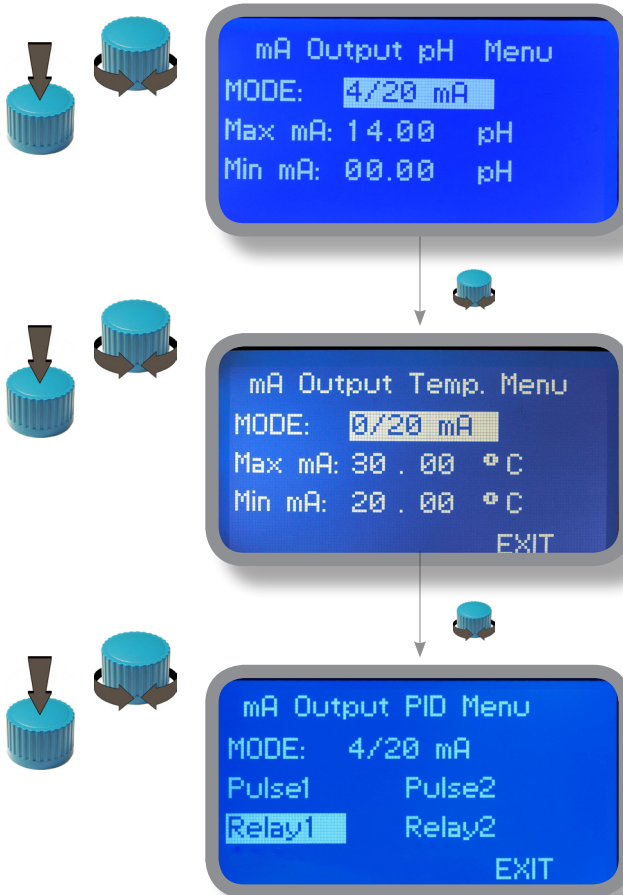 mA Output pH Menu
MODE: 4/20 mA
Max mA: 14.00 pH
Min mA: 00.00 pH
mA Output Temp. Menu
MODE: 0/20 mA
Max mA: 30 . 00 °C
Min mA: 20 . 00 °C
EXIT
mA Output PID Menu
MODE: 4/20 mA
Pulse1 Pulse2
Relay1 Relay2
EXIT